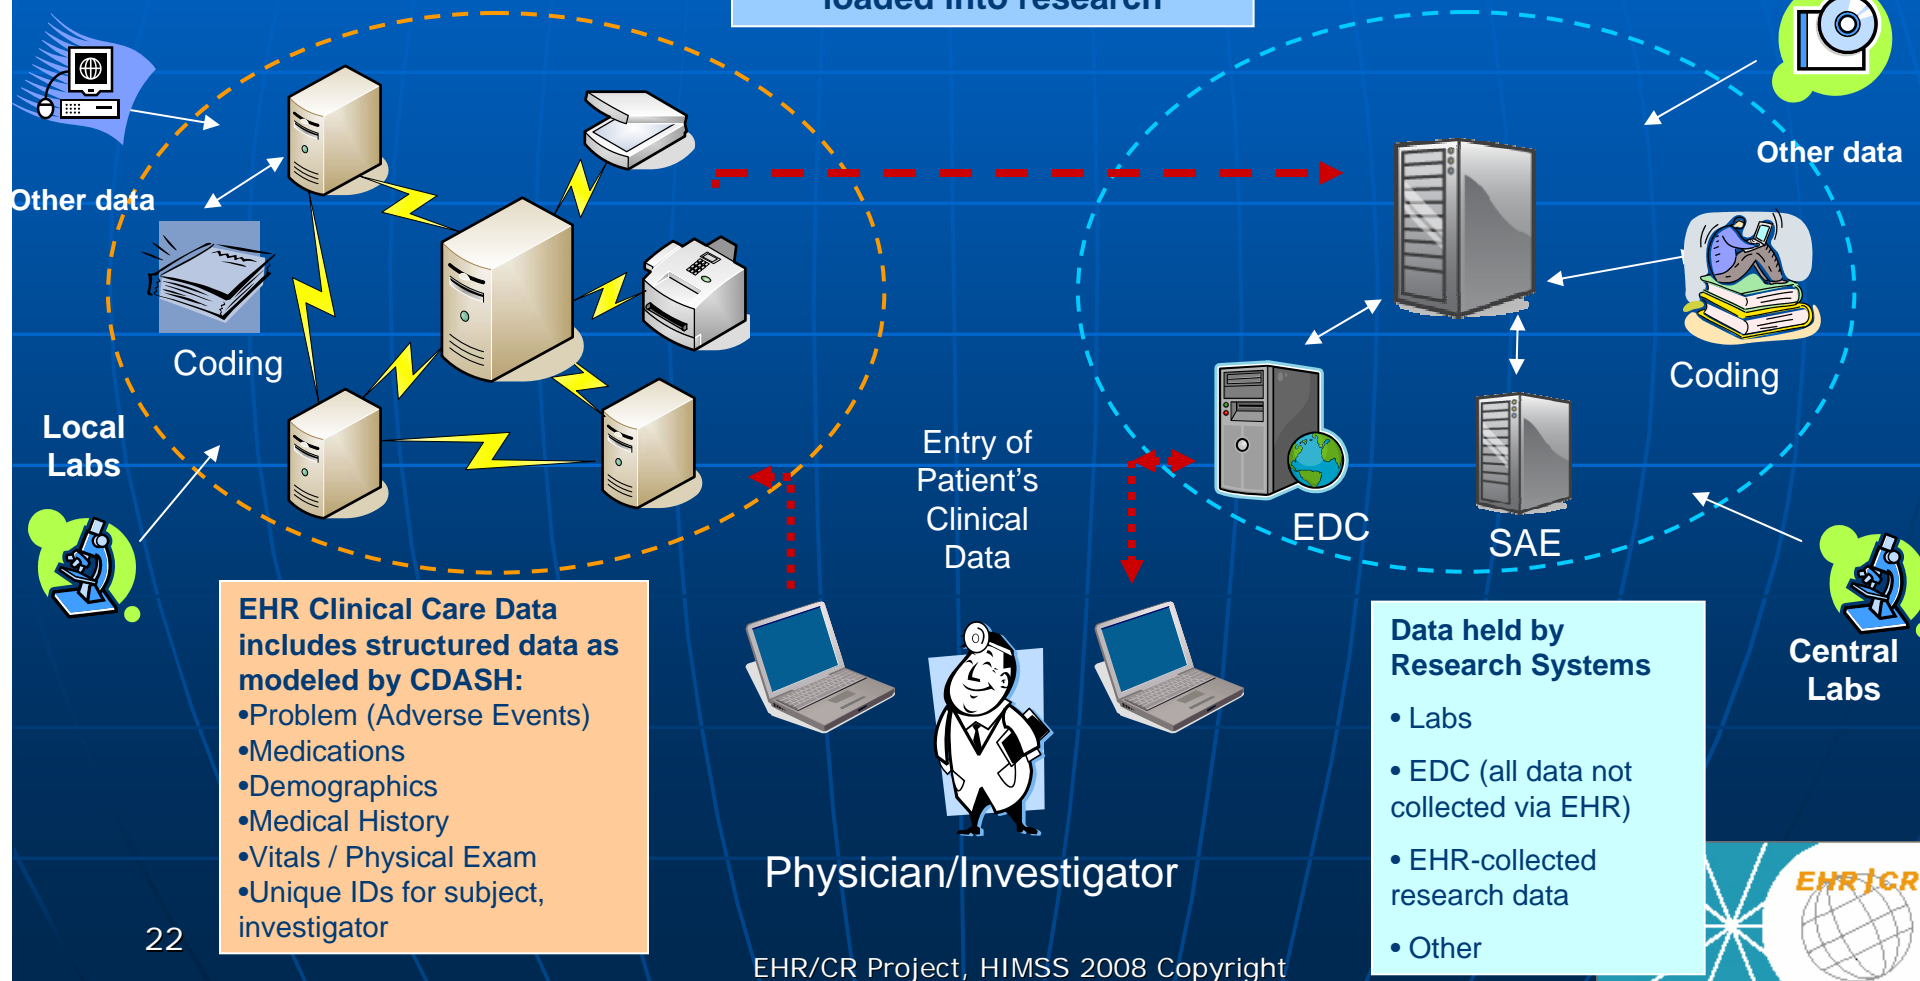 loaded into research
Other data
Other data
Coding
Coding
Local
Labs
Entry of
Patient's
Clinical
Data
EDC
SAE
EHR Clinical Care Data
includes structured data as
modeled by CDASH:
•Problem (Adverse Events)
•Medications
•Demographics
•Medical History
•Vitals / Physical Exam
•Unique IDs for subject,
investigator
Data held by
Research Systems
• Labs
• EDC (all data not
collected via EHR)
• EHR-collected
research data
• Other
Central
Labs
Physician/Investigator
EHR|CR
22
EHR/CR Project, HIMSS 2008 Copyright